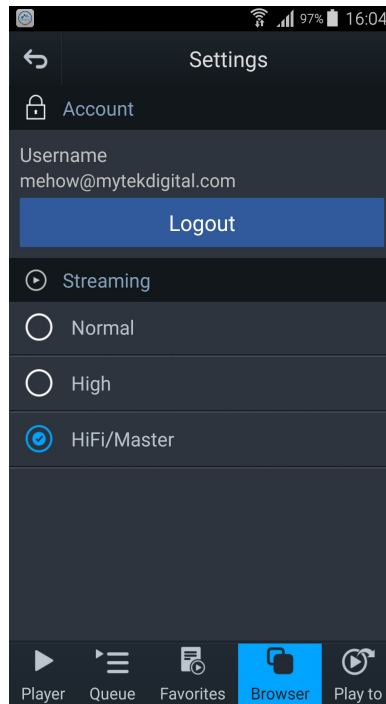 97% 16:04
Settings
Account
Username
mehow@mytekdigital.com
Logout
Streaming
Normal
High
HiFi/Master
Player Queue Favorites Browser Play to